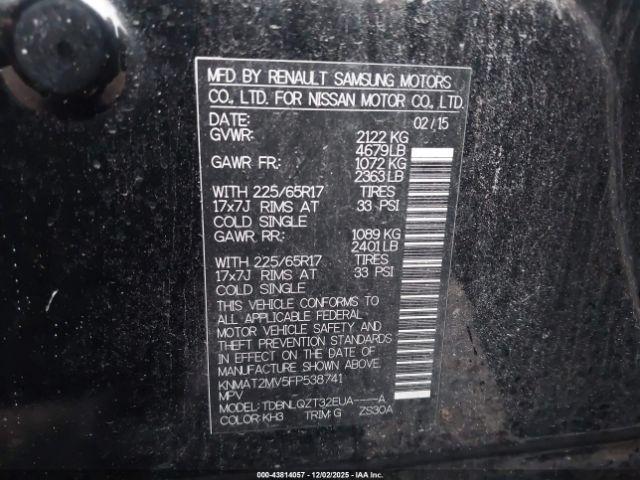 MFD BY RENAULT SAMSUNG MOTORS
CO., LTD. FOR NISSAN MOTOR CO., LTD.
DATE: 02/15
GVWR: 2122 KG
4679LB
GAWR FR: 1072 KG
2363 LB
WITH 225/65R17 TIRES
17x7J RIMS AT 33 PSI
COLD SINGLE
GAWR RR: 1089 KG
2401 LB
WITH 225/65R17 TIRES
17x7J RIMS AT 33 PSI
COLD SINGLE
THIS VEHICLE CONFORMS TO
ALL APPLICABLE FEDERAL
MOTOR VEHICLE SAFETY AND
THEFT PREVENTION STANDARDS
IN EFFECT ON THE DATE OF
MANUFACTURE SHOWN ABOVE.
KNMAT2MV5FP538741
MPV
MODEL: TDBNLQZT32EUA----A
COLOR: KH3 TRIM: G ZS30A
000-43814057 - 12/02/2025 - IAA Inc.